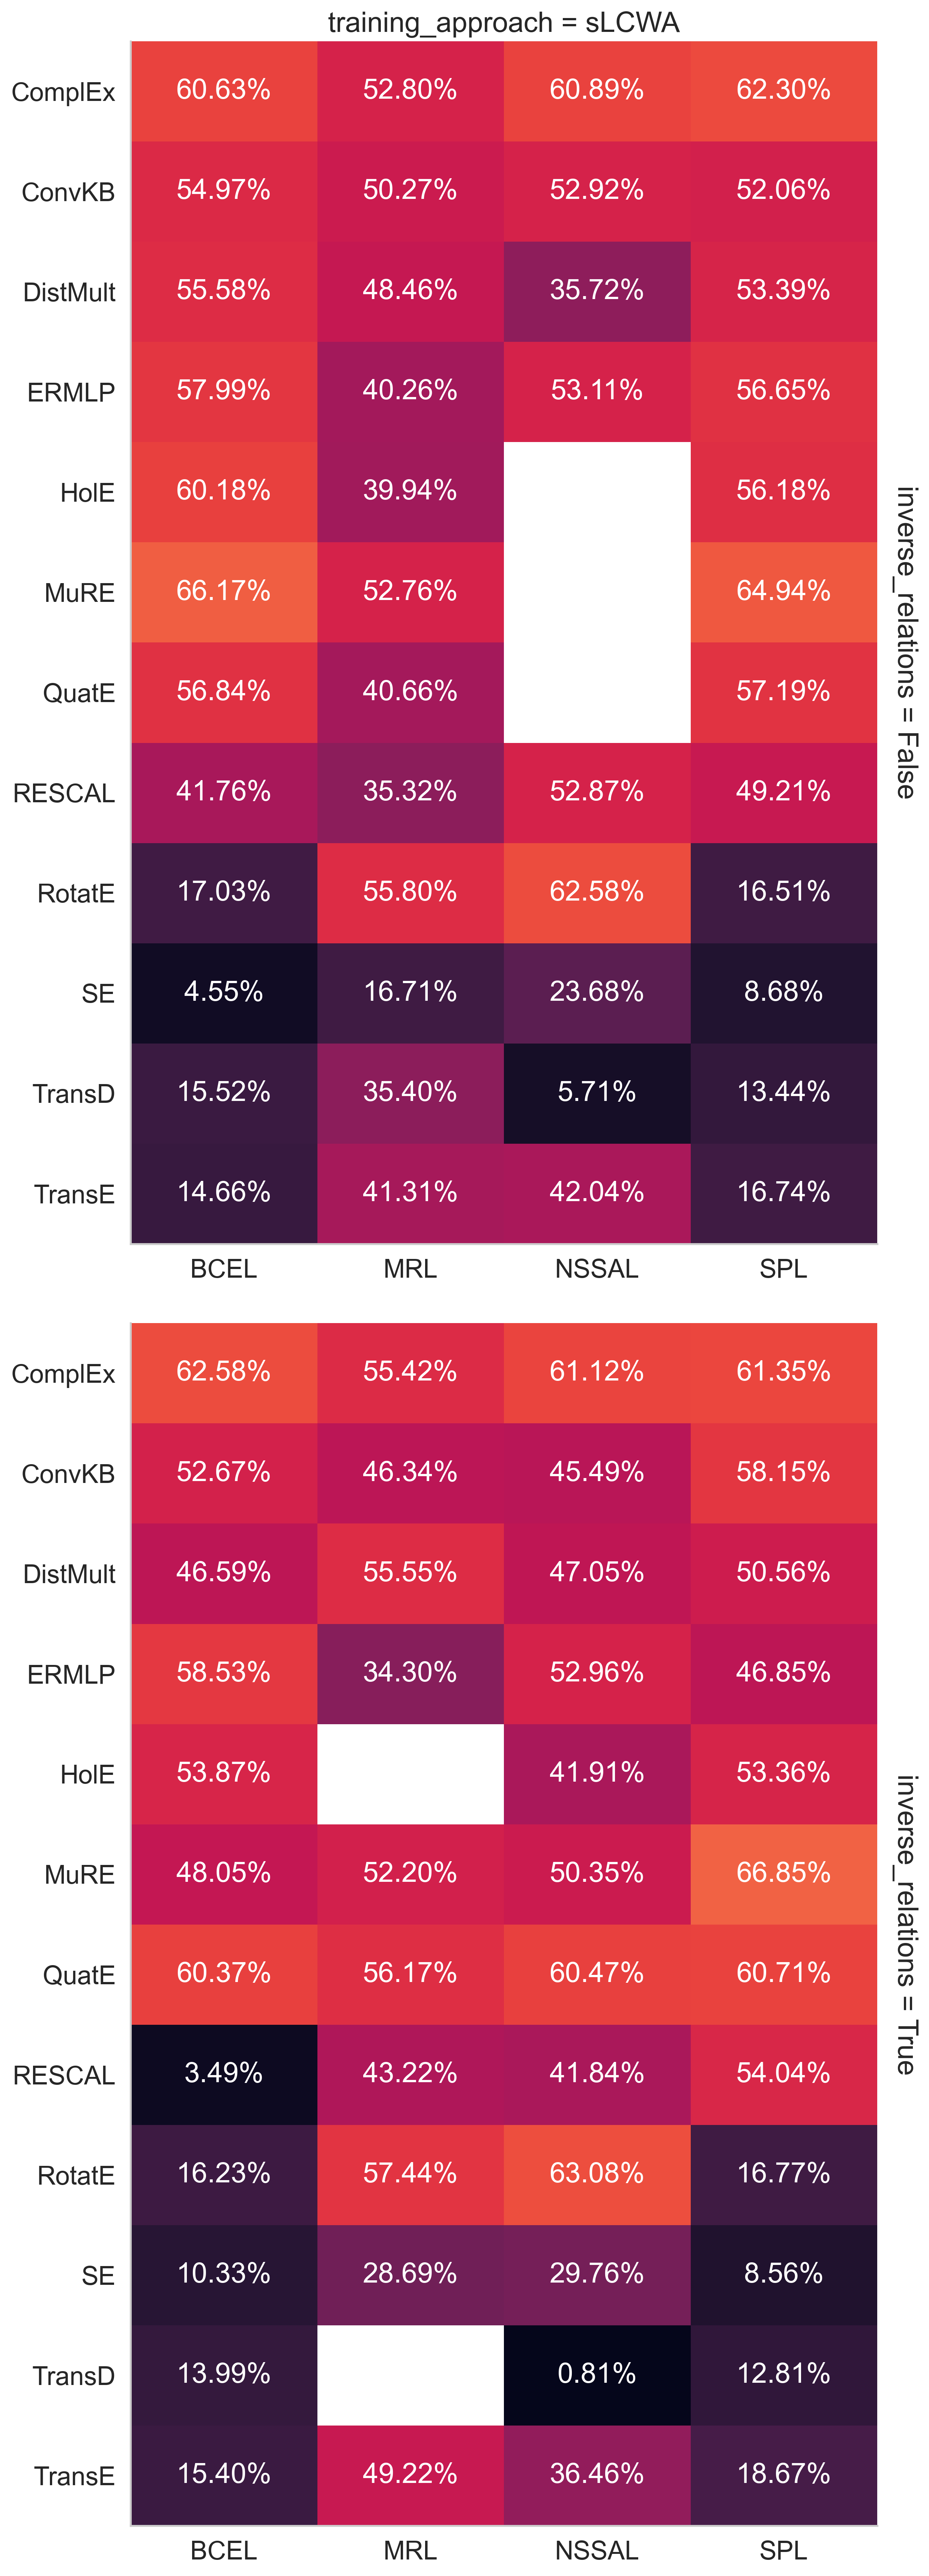 training_approach = sLCWA
ComplEx 60.63% 52.80% 60.89% 62.30%
ConvKB 54.97% 50.27% 52.92% 52.06%
DistMult 55.58% 48.46% 35.72% 53.39%
ERMLP 57.99% 40.26% 53.11% 56.65%
HolE 60.18% 39.94% 56.18%
MuRE 66.17% 52.76% 64.94%
QuatE 56.84% 40.66% 57.19%
RESCAL 41.76% 35.32% 52.87% 49.21%
RotatE 17.03% 55.80% 62.58% 16.51%
SE 4.55% 16.71% 23.68% 8.68%
TransD 15.52% 35.40% 5.71% 13.44%
TransE 14.66% 41.31% 42.04% 16.74%
BCEL MRL NSSAL SPL
inverse_relations = False
ComplEx 62.58% 55.42% 61.12% 61.35%
ConvKB 52.67% 46.34% 45.49% 58.15%
DistMult 46.59% 55.55% 47.05% 50.56%
ERMLP 58.53% 34.30% 52.96% 46.85%
HolE 53.87% 41.91% 53.36%
MuRE 48.05% 52.20% 50.35% 66.85%
QuatE 60.37% 56.17% 60.47% 60.71%
RESCAL 3.49% 43.22% 41.84% 54.04%
RotatE 16.23% 57.44% 63.08% 16.77%
SE 10.33% 28.69% 29.76% 8.56%
TransD 13.99% 0.81% 12.81%
TransE 15.40% 49.22% 36.46% 18.67%
BCEL MRL NSSAL SPL
inverse_relations = True